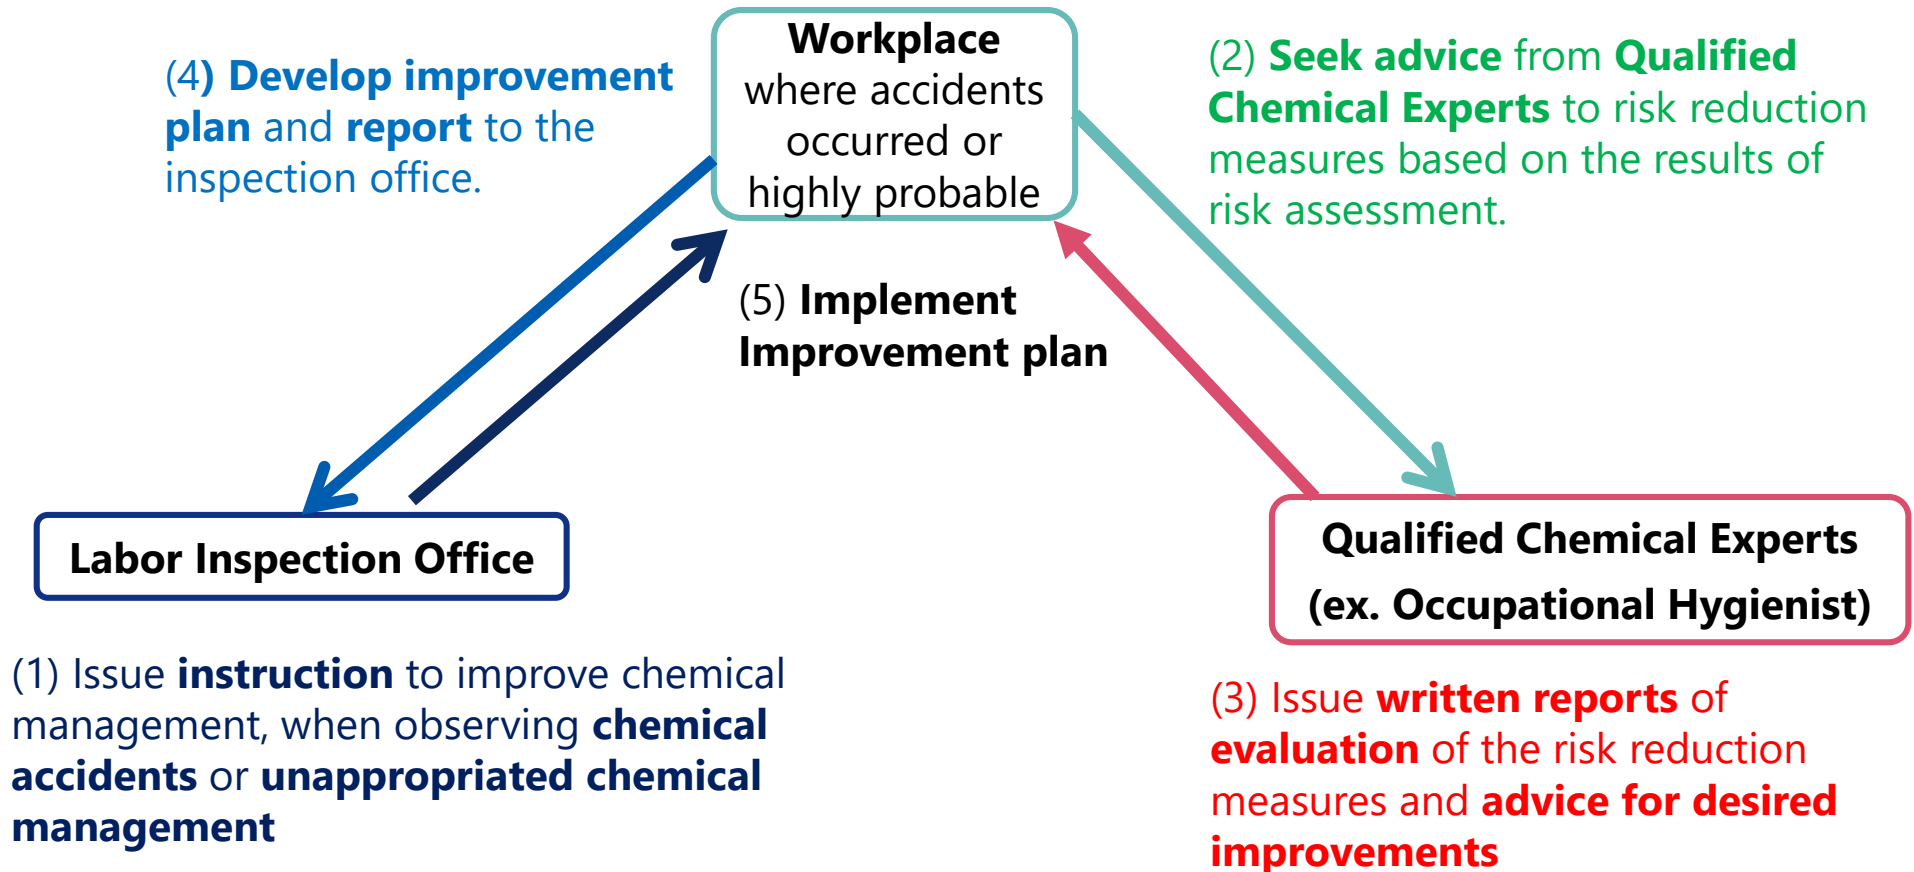 Workplace
where accidents
occurred or
highly probable
(4) Develop improvement
plan and report to the
inspection office.
(2) Seek advice from Qualified
Chemical Experts to risk reduction
measures based on the results of
risk assessment.
(5) Implement
Improvement plan
Labor Inspection Office
Qualified Chemical Experts
(ex. Occupational Hygienist)
(1) Issue instruction to improve chemical
management, when observing chemical
accidents or unappropriated chemical
management
(3) Issue written reports of
evaluation of the risk reduction
measures and advice for desired
improvements